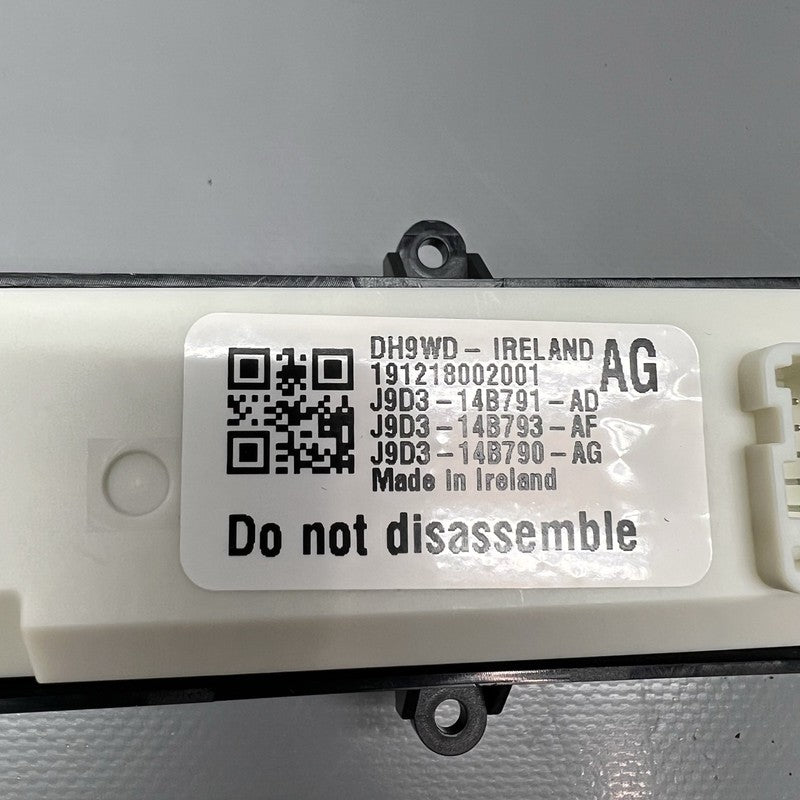 DH9WD - IRELAND AG
191218002001
J9D3-14B791-AD
J9D3-14B793-AF
J9D3-14B790-AG
Made in Ireland
Do not disassemble